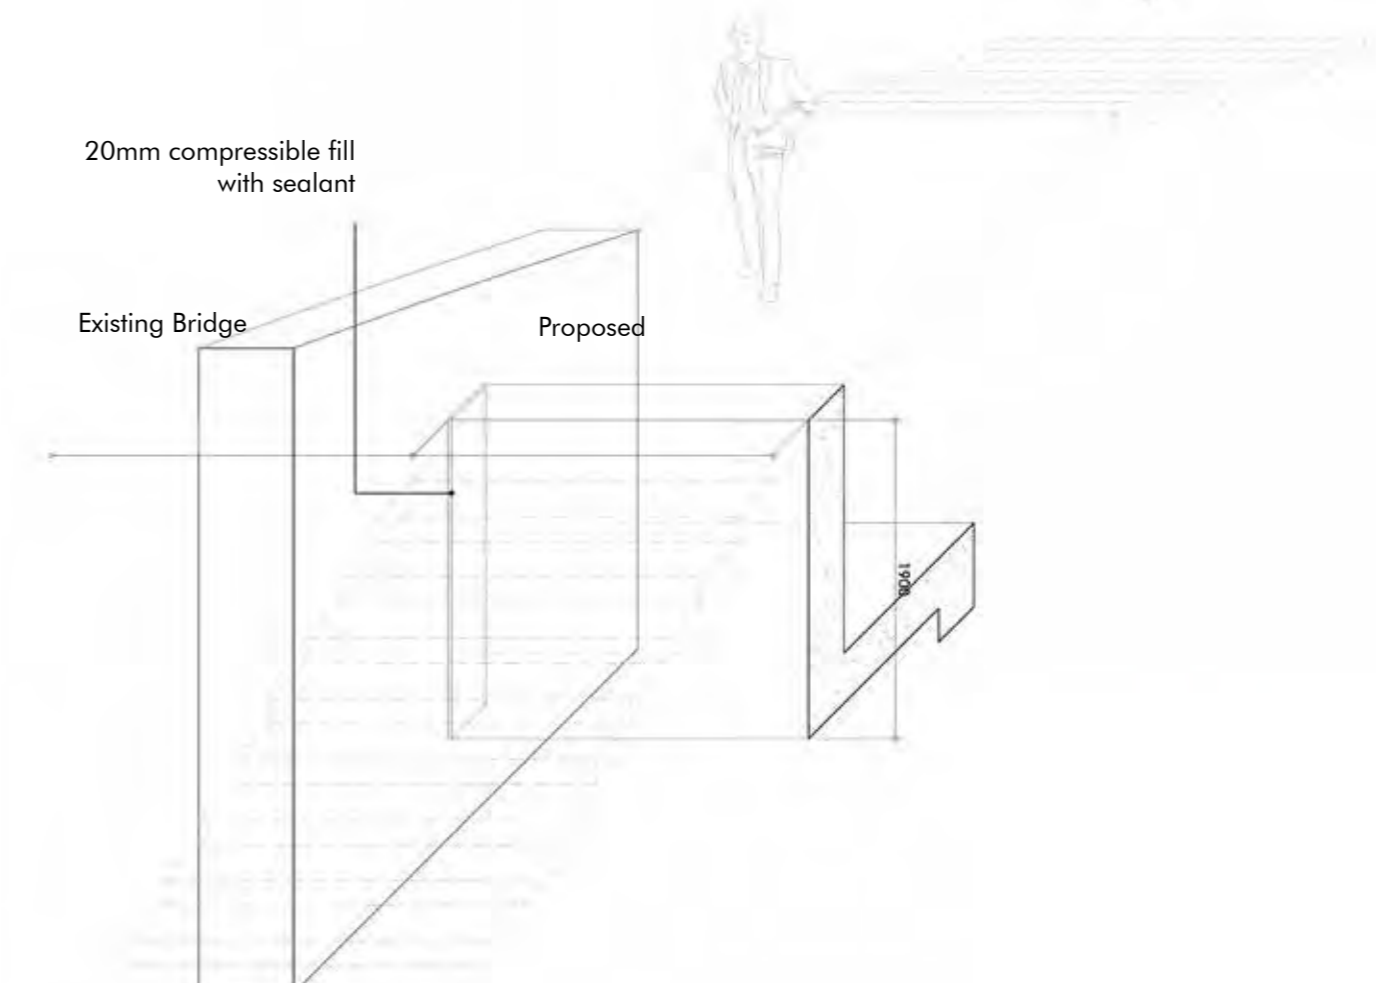 20mm compressible fill
with sealant
Existing Bridge
Proposed
1908